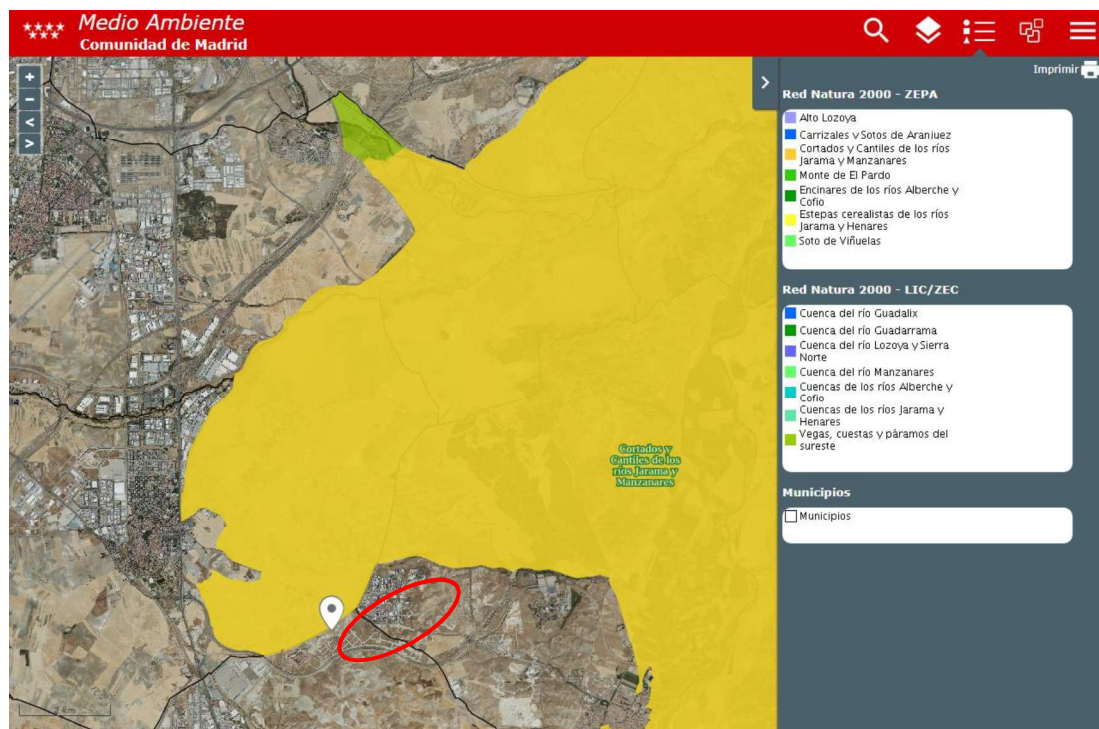 Medio Ambiente
Comunidad de Madrid
Imprimir
+
-
<
>
>
Red Natura 2000 - ZEPA
Alto Lozoya
Carrizales y Sotos de Aranjuez
Cortados y Cantiles de los ríos
Jarama y Manzanares
Monte de El Pardo
Encinares de los ríos Alberche y
Cofio
Estepas cerealistas de los ríos
Jarama y Henares
Soto de Viñuelas
Red Natura 2000 - LIC/ZEC
Cuenca del río Guadalix
Cuenca del río Guadarrama
Cuenca del río Lozoya y Sierra
Norte
Cuenca del río Manzanares
Cuencas de los ríos Alberche y
Cofio
Cuencas de los ríos Jarama y
Henares
Vegas, cuestas y páramos del
sureste
Cortados y
Cantiles de los
ríos Jarama y
Manzanares
Municipios
Municipios
km